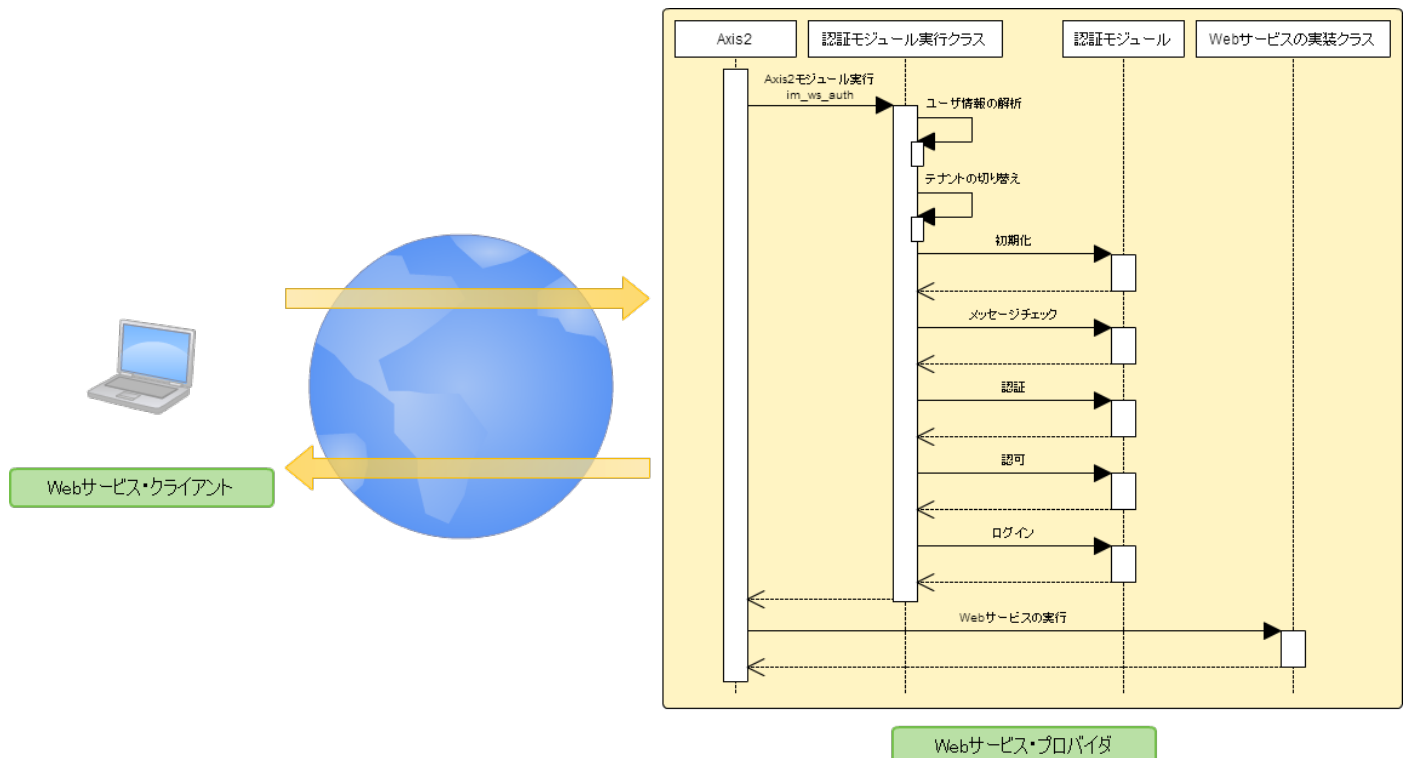 Axis2
認証モジュール実行クラス
認証モジュール
Webサービスの実装クラス
Axis2モジュール実行
im_ws_auth
ユーザ情報の解析
テナントの切り替え
初期化
メッセージチェック
認証
認可
ログイン
Webサービスの実行
Webサービス・クライアント
Webサービス・プロバイダ